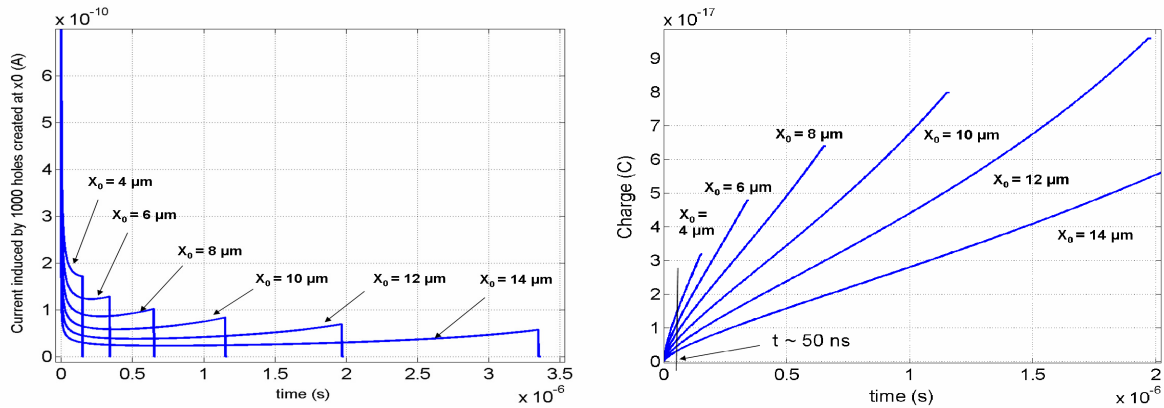 x 10⁻¹⁰
Current induced by 1000 holes created at x0 (A)
6
5
4
3
2
1
0
X₀ = 4 µm
X₀ = 6 µm
X₀ = 8 µm
X₀ = 10 µm
X₀ = 12 µm
X₀ = 14 µm
0 0.5 1 1.5 2 2.5 3 3.5
time (s)
x 10⁻⁶
x 10⁻¹⁷
Charge (C)
9
8
7
6
5
4
3
2
1
0
X₀ = 8 µm
X₀ = 10 µm
X₀ = 6 µm
X₀ = 12 µm
X₀ =
4 µm
X₀ = 14 µm
t ~ 50 ns
0 0.5 1 1.5 2
time (s)
x 10⁻⁶